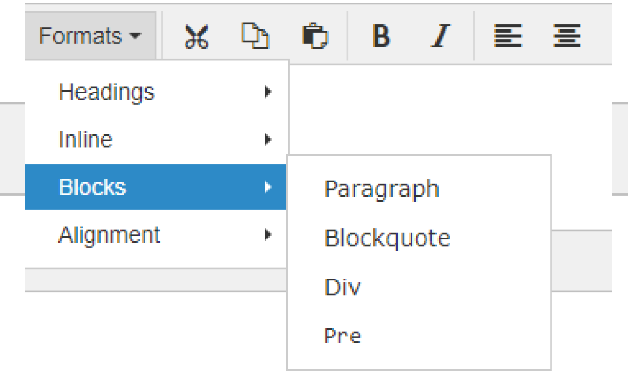 Formats
B I
Headings
Inline
Blocks
Paragraph
Alignment
Blockquote
Div
Pre